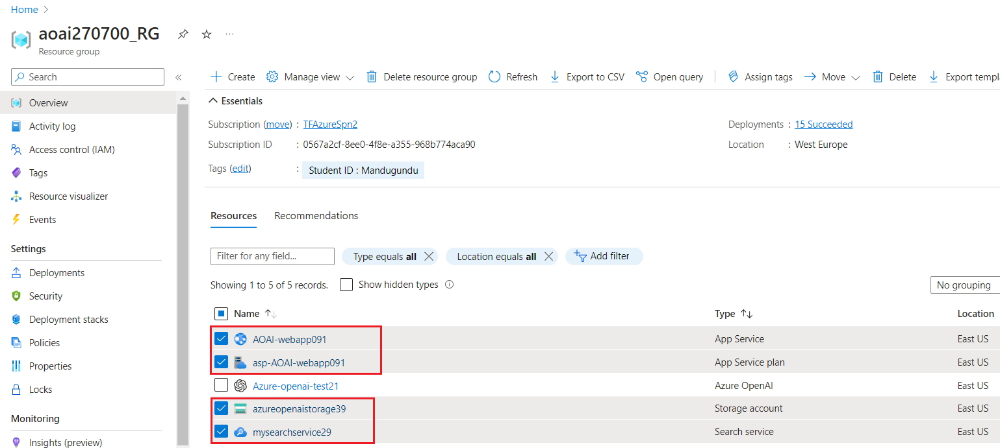 Home
aoai270700_RG
Resource group
Search
Create Manage view Delete resource group Refresh Export to CSV Open query Assign tags Move Delete Export templ
Overview
Activity log
Access control (IAM)
Tags
Resource visualizer
Events
Settings
Deployments
Security
Deployment stacks
Policies
Properties
Locks
Monitoring
Insights (preview)
Essentials
Subscription (move) : TFAzureSpn2
Deployments : 15 Succeeded
Subscription ID : 0567a2cf-8ee0-4f8e-a355-968b774aca90
Location : West Europe
Tags (edit) : Student ID : Mandugundu
Resources Recommendations
Filter for any field... Type equals all Location equals all Add filter
Showing 1 to 5 of 5 records. Show hidden types
No grouping
Name Type Location
AOAI-webapp091 App Service East US
asp-AOAI-webapp091 App Service plan East US
Azure-openai-test21 Azure OpenAI East US
azureopenaistorage39 Storage account East US
mysearchservice29 Search service East US